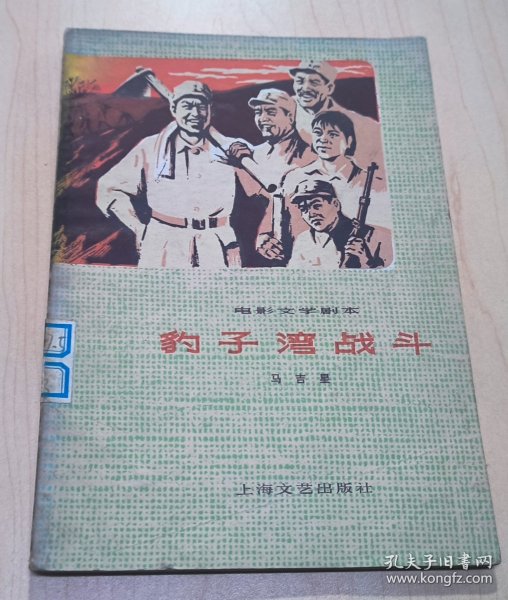 电影文学剧本
豹子湾战斗
马吉星
上海文艺出版社
孔夫子旧书网
www.kongfz.com